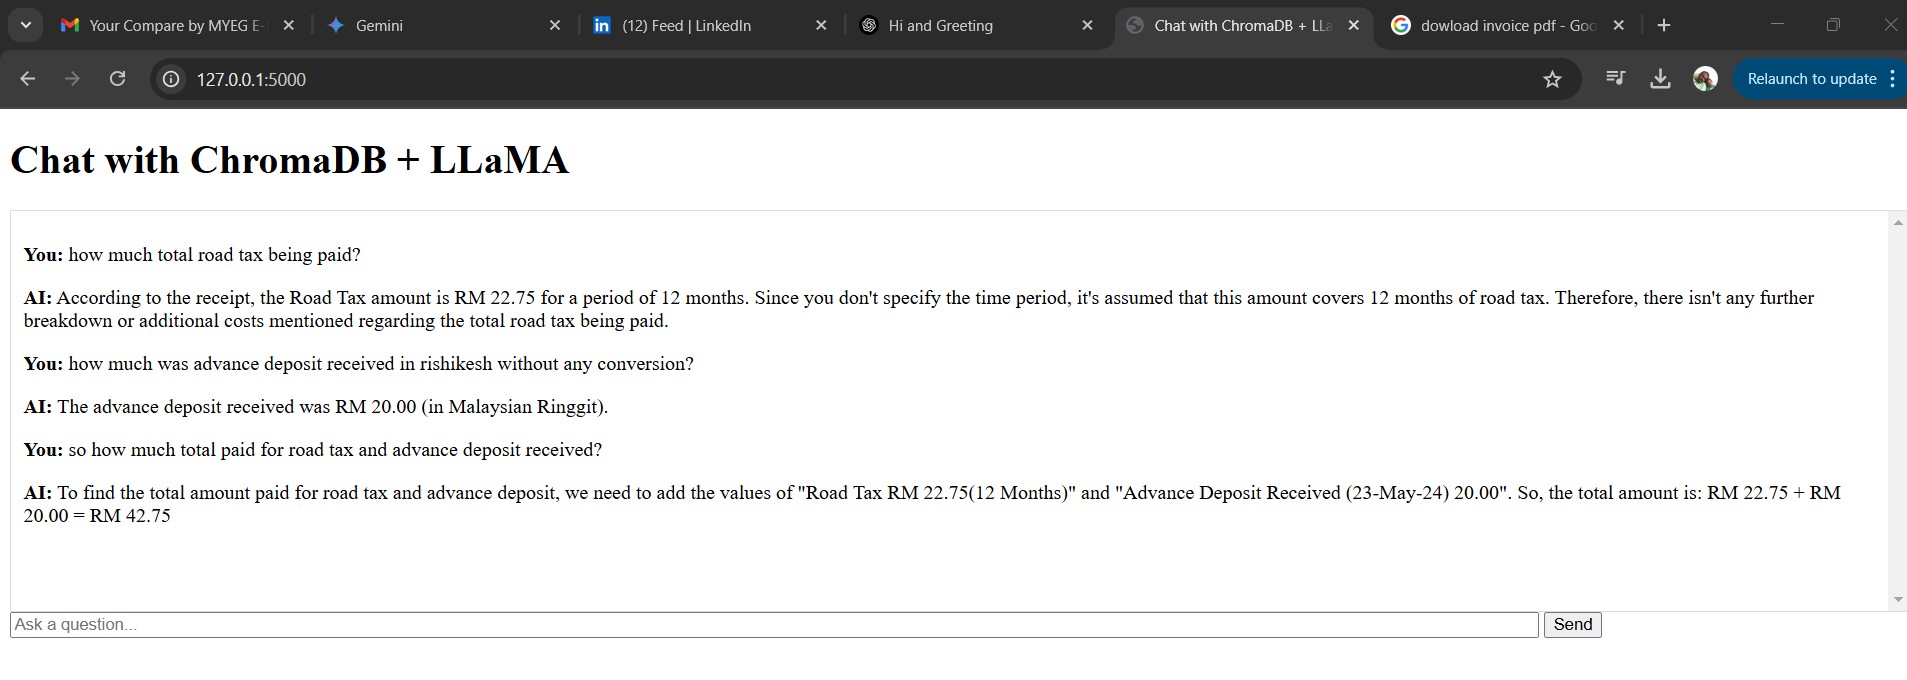 Your Compare by MYEG E-
Gemini
(12) Feed | LinkedIn
Hi and Greeting
Chat with ChromaDB + LLa
dowload invoice pdf - Goo
127.0.0.1:5000
Relaunch to update
Chat with ChromaDB + LLaMA
You: how much total road tax being paid?
AI: According to the receipt, the Road Tax amount is RM 22.75 for a period of 12 months. Since you don't specify the time period, it's assumed that this amount covers 12 months of road tax. Therefore, there isn't any further
breakdown or additional costs mentioned regarding the total road tax being paid.
You: how much was advance deposit received in rishikesh without any conversion?
AI: The advance deposit received was RM 20.00 (in Malaysian Ringgit).
You: so how much total paid for road tax and advance deposit received?
AI: To find the total amount paid for road tax and advance deposit, we need to add the values of "Road Tax RM 22.75(12 Months)" and "Advance Deposit Received (23-May-24) 20.00". So, the total amount is: RM 22.75 + RM
20.00 = RM 42.75
Ask a question...
Send